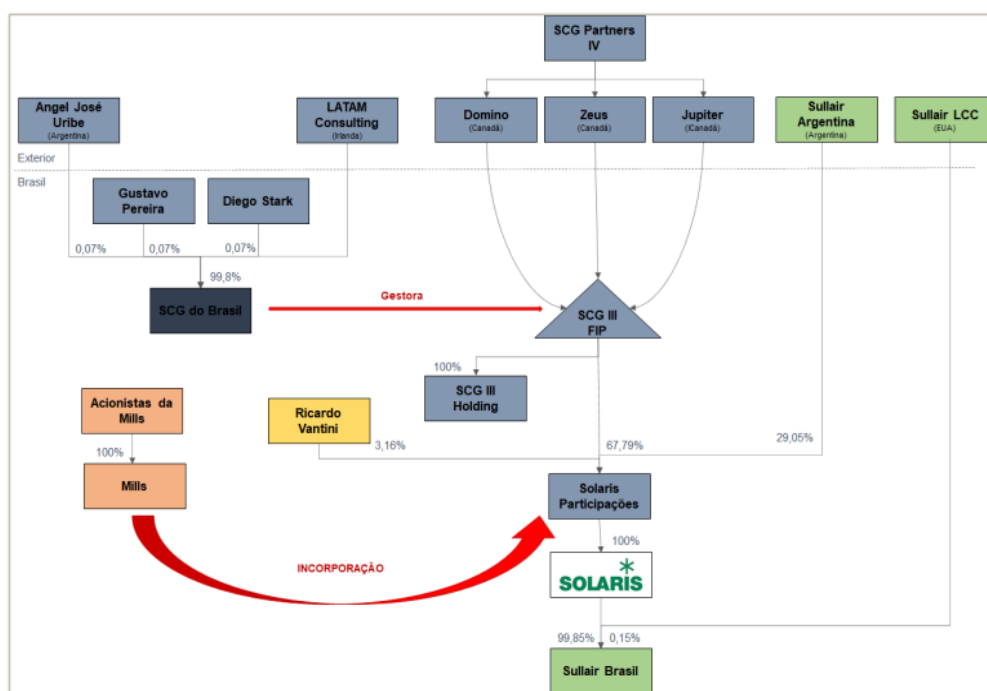 SCG Partners
IV
Angel José
Uribe
(Argentina)
LATAM
Consulting
(Irlanda)
Domino
(Canadá)
Zeus
(Canadá)
Jupiter
(Canadá)
Sullair
Argentina
(Argentina)
Sullair LCC
(EUA)
Exterior
Brasil
Gustavo
Pereira
Diego Stark
0,07%
0,07%
0,07%
99,8%
SCG do Brasil
Gestora
SCG III
FIP
100%
SCG III
Holding
Acionistas da
Mills
Ricardo
Vantini
3,16%
67,79%
29,05%
100%
Mills
Solaris
Participações
INCORPORAÇÃO
100%
SOLARIS
99,85%
0,15%
Sullair Brasil